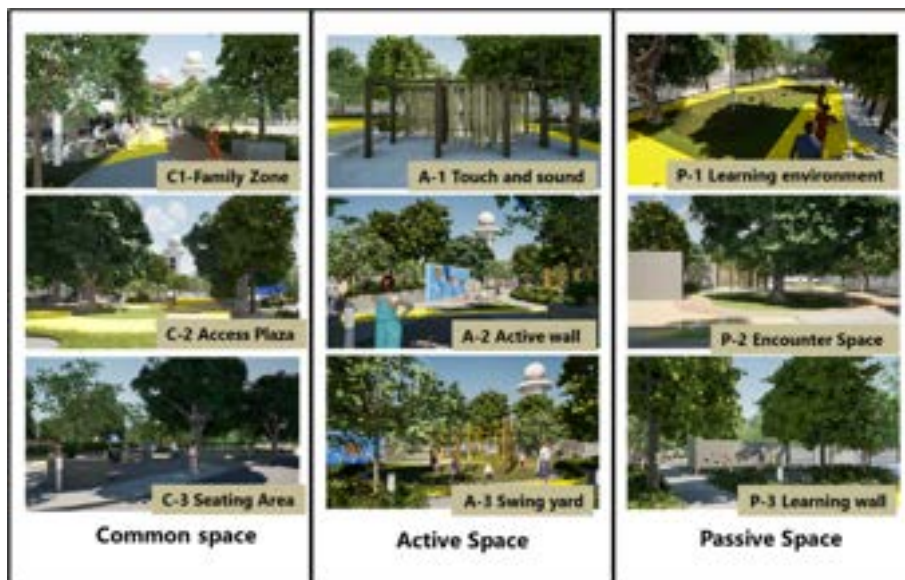 C1-Family Zone
C-2 Access Plaza
C-3 Seating Area
Common space
A-1 Touch and sound
A-2 Active wall
A-3 Swing yard
Active Space
P-1 Learning environment
P-2 Encounter Space
P-3 Learning wall
Passive Space